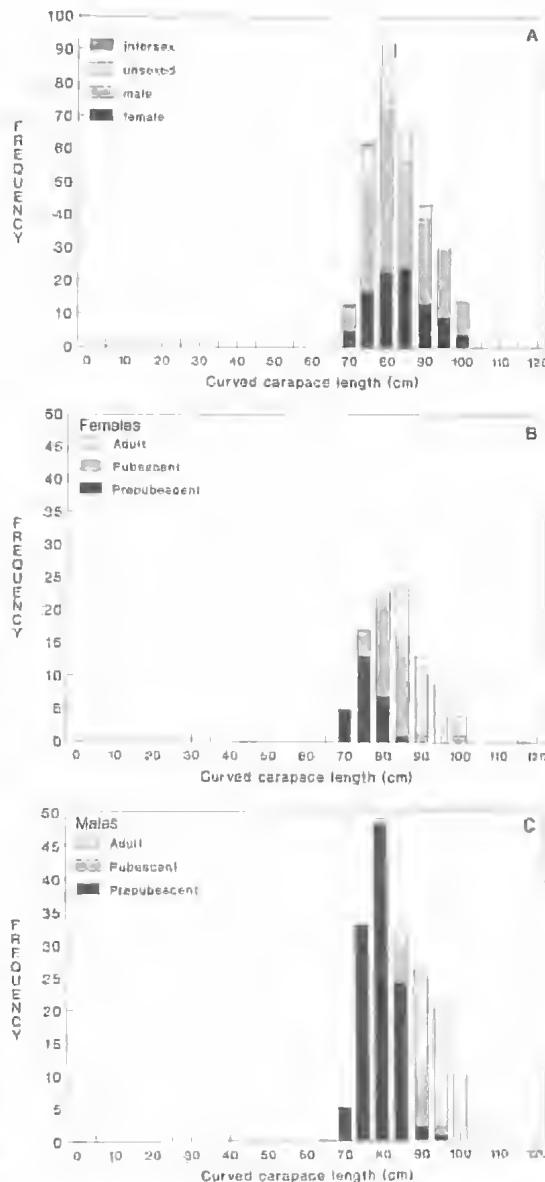 A
100
90
80
70
60
50
40
30
20
10
0
FREQUENCY
intersex
unsexed
male
female
0 10 20 30 40 50 60 70 80 90 100 110 120
Curved carapace length (cm)
B
50
45
40
35
30
25
20
15
10
5
0
FREQUENCY
Females
Adult
Pubescent
Prepubescent
0 10 20 30 40 50 60 70 80 90 100 110 120
Curved carapace length (cm)
C
50
45
40
35
30
25
20
15
10
5
0
FREQUENCY
Males
Adult
Pubescent
Prepubescent
0 10 20 30 40 50 60 70 80 90 100 110 120
Curved carapace length (cm)